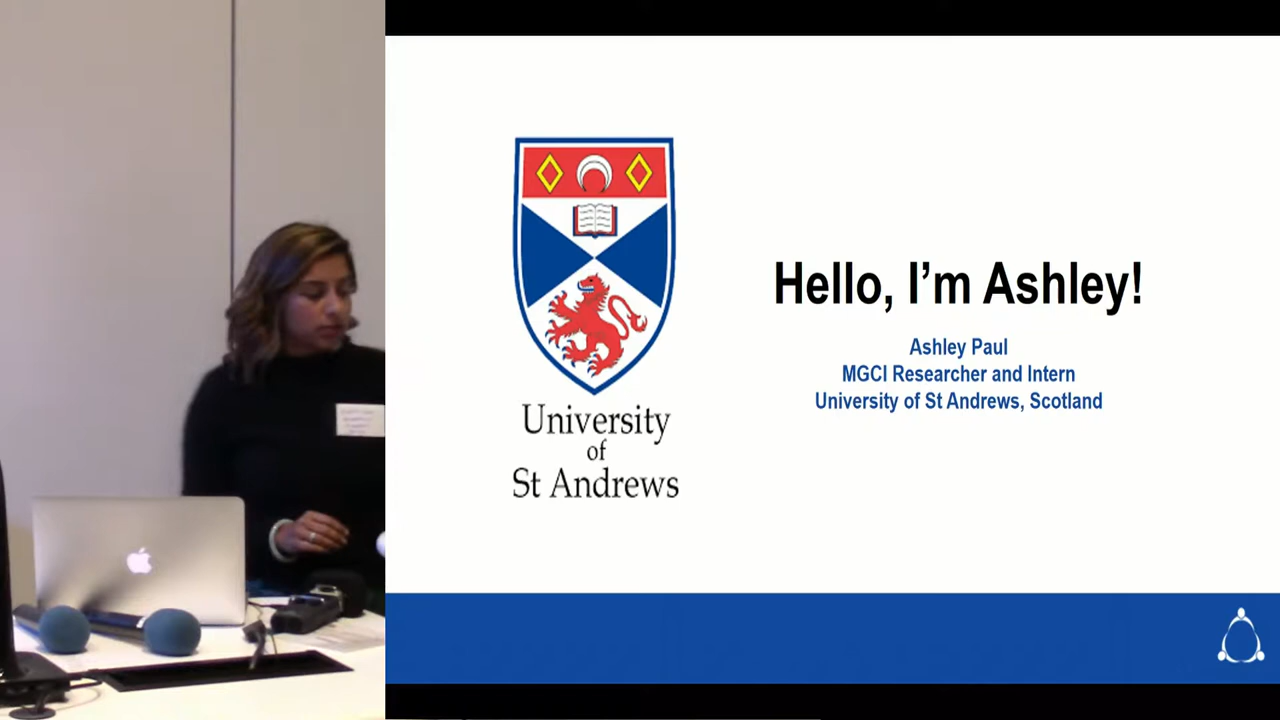 Hello, I'm Ashley!
Ashley Paul
MGCI Researcher and Intern
University of St Andrews, Scotland
University
of
St Andrews